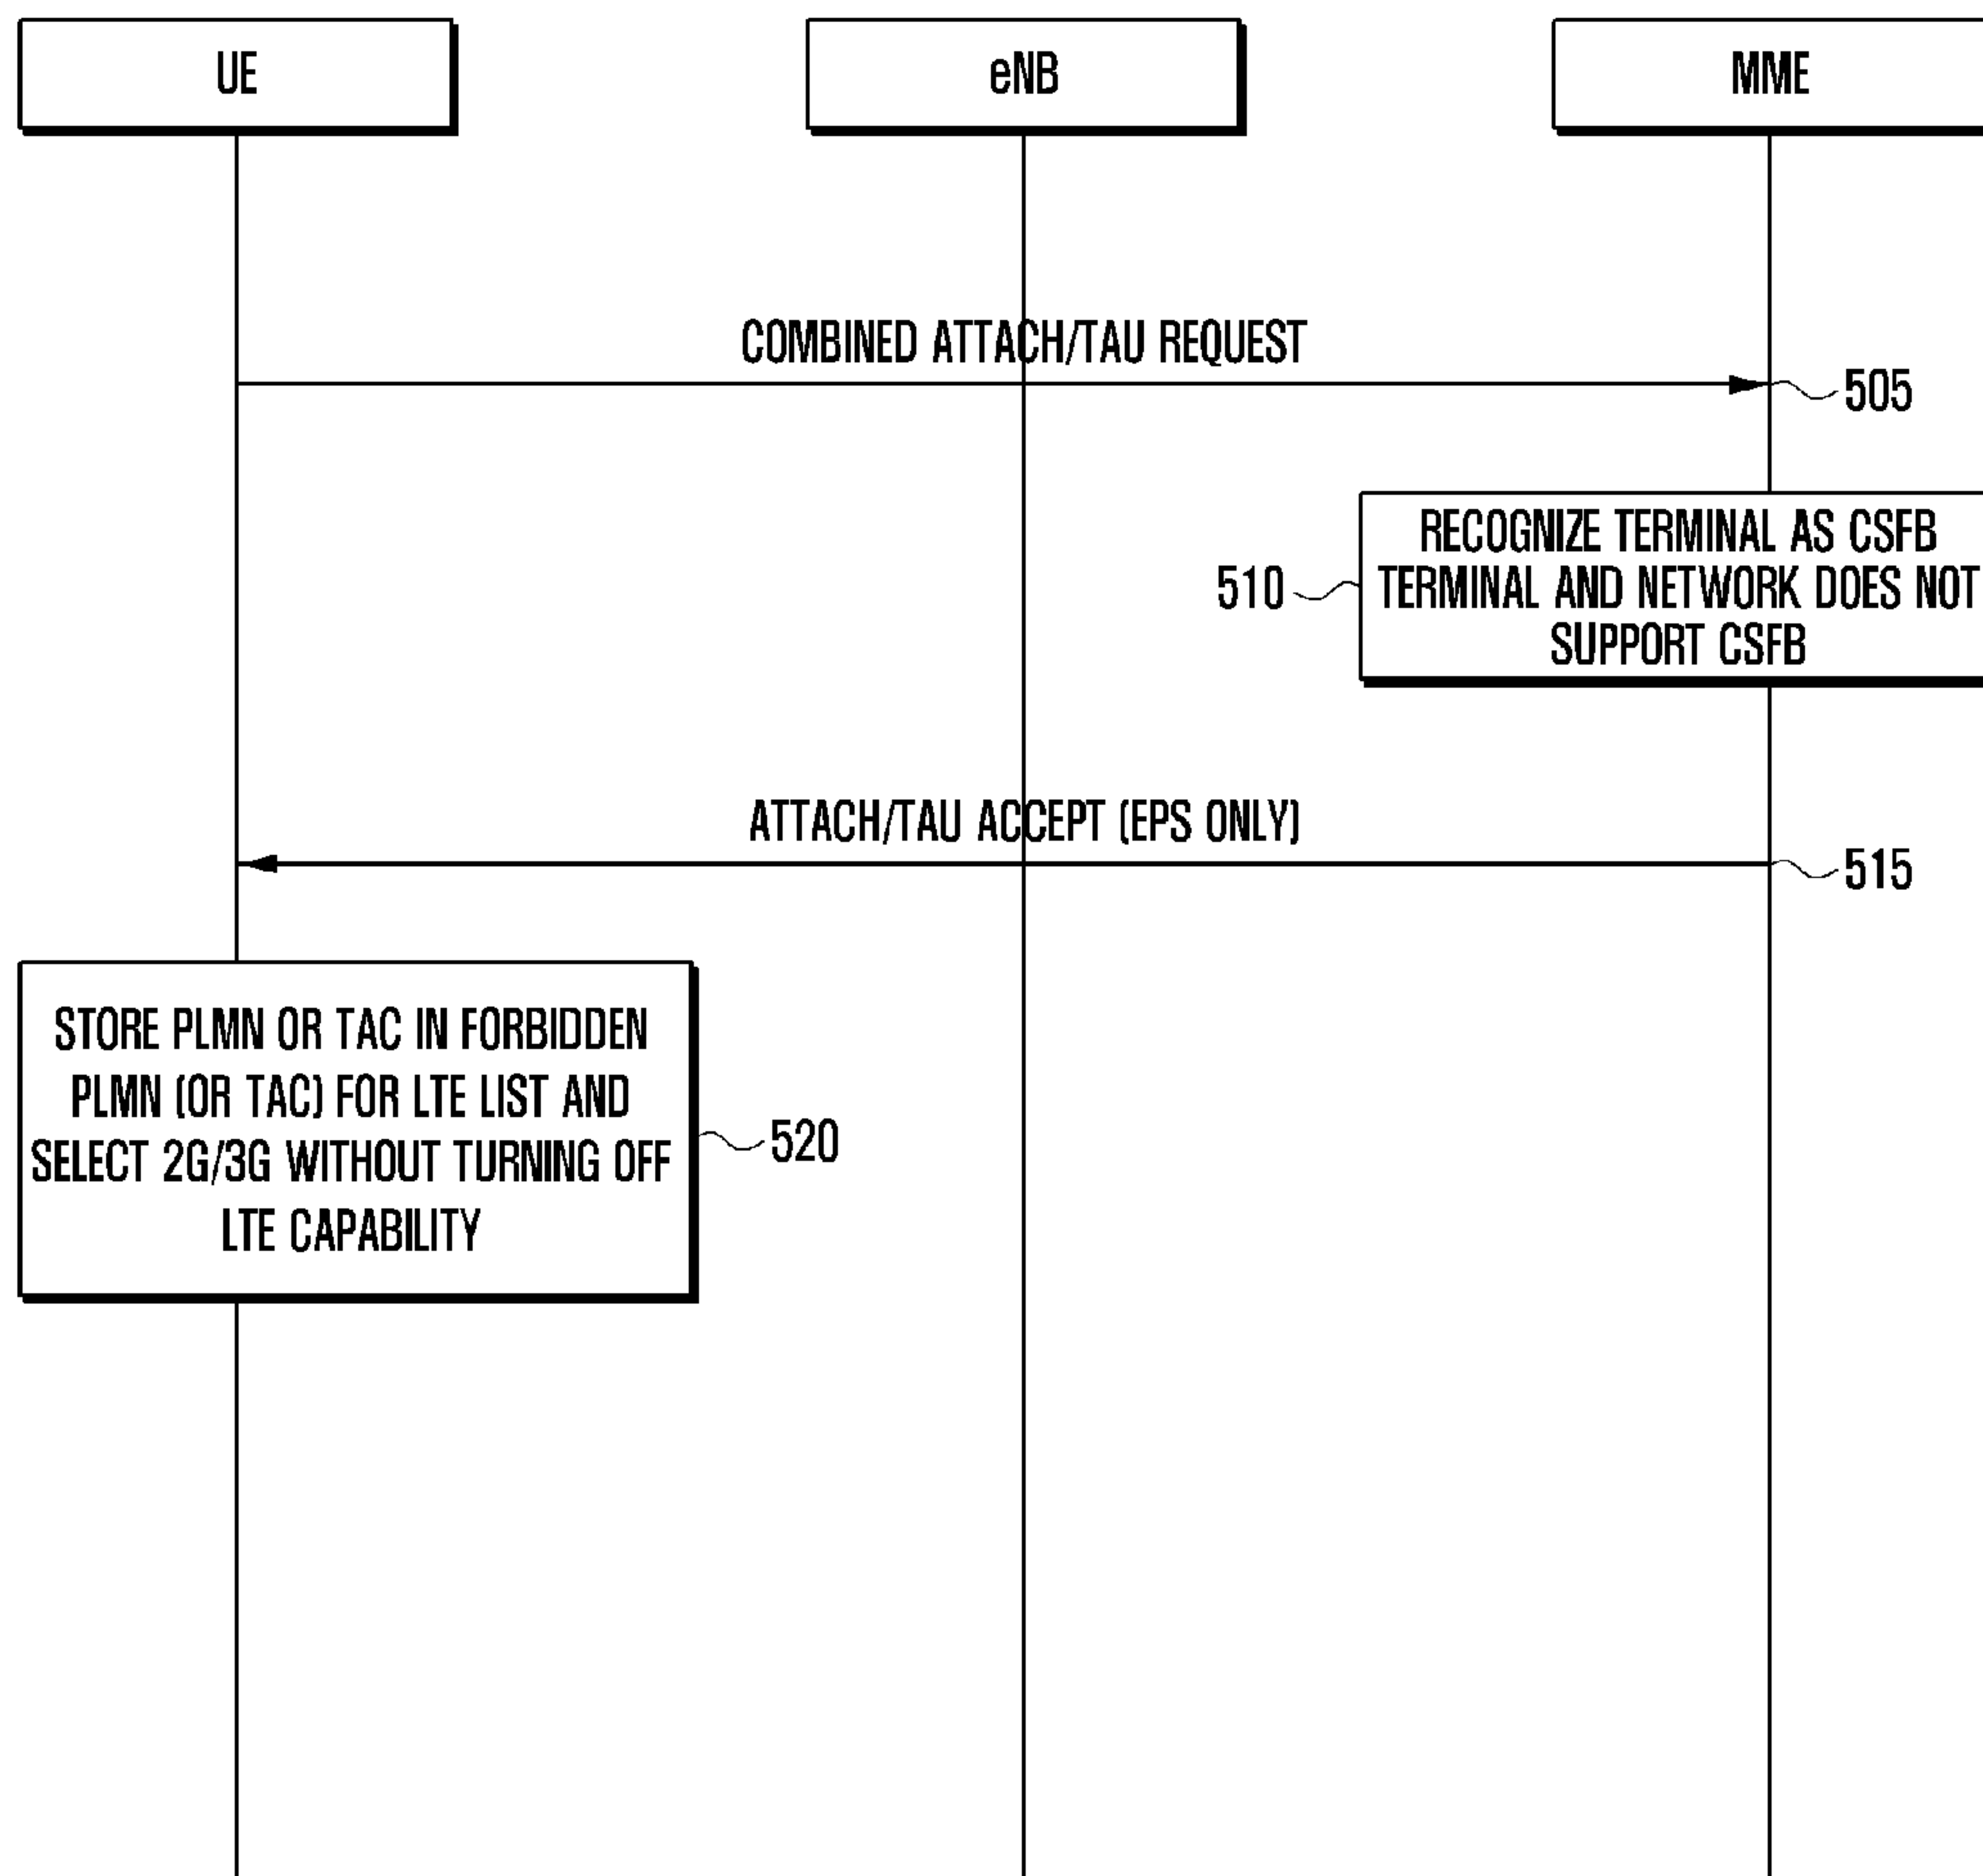 UE
eNB
MME
COMBINED ATTACH/TAU REQUEST
505
RECOGNIZE TERMINAL AS CSFB
TERMINAL AND NETWORK DOES NOT
SUPPORT CSFB
510
ATTACH/TAU ACCEPT (EPS ONLY)
515
STORE PLMN OR TAC IN FORBIDDEN
PLMN (OR TAC) FOR LTE LIST AND
SELECT 2G/3G WITHOUT TURNING OFF
LTE CAPABILITY
520